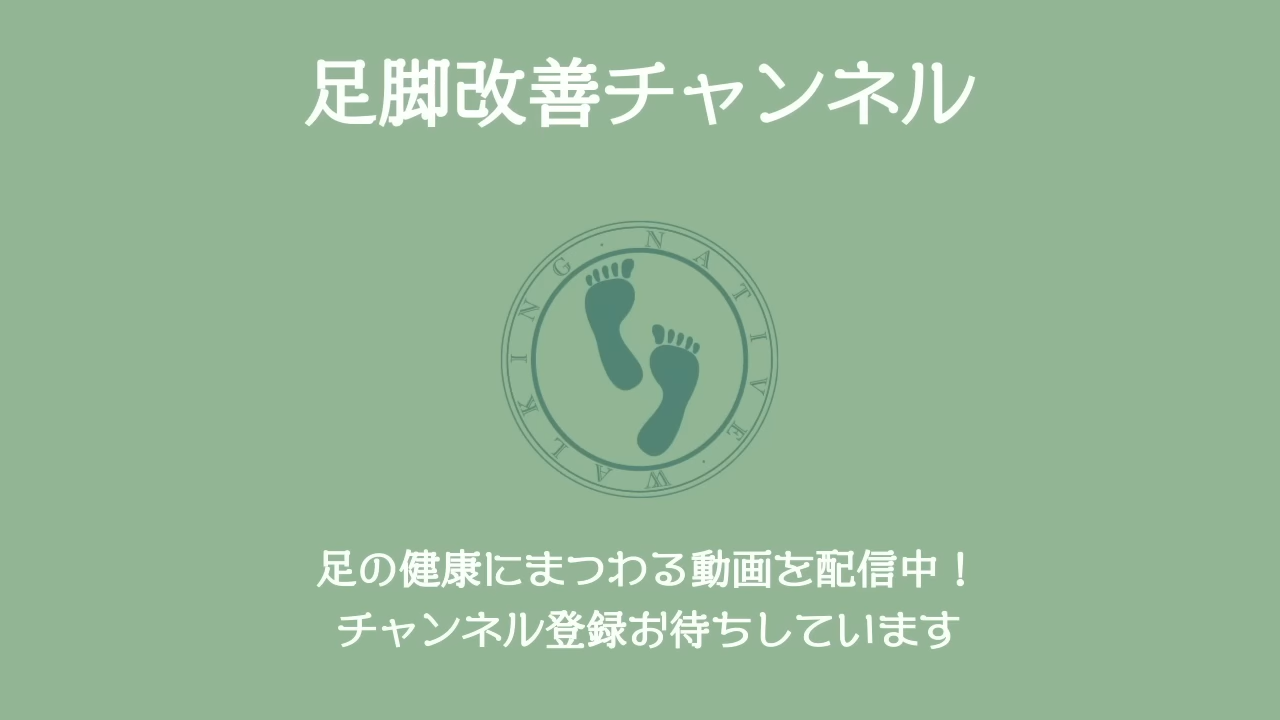 足脚改善チャンネル
NATIVE・WALKING・
足の健康にまつわる動画を配信中！
チャンネル登録お待ちしています